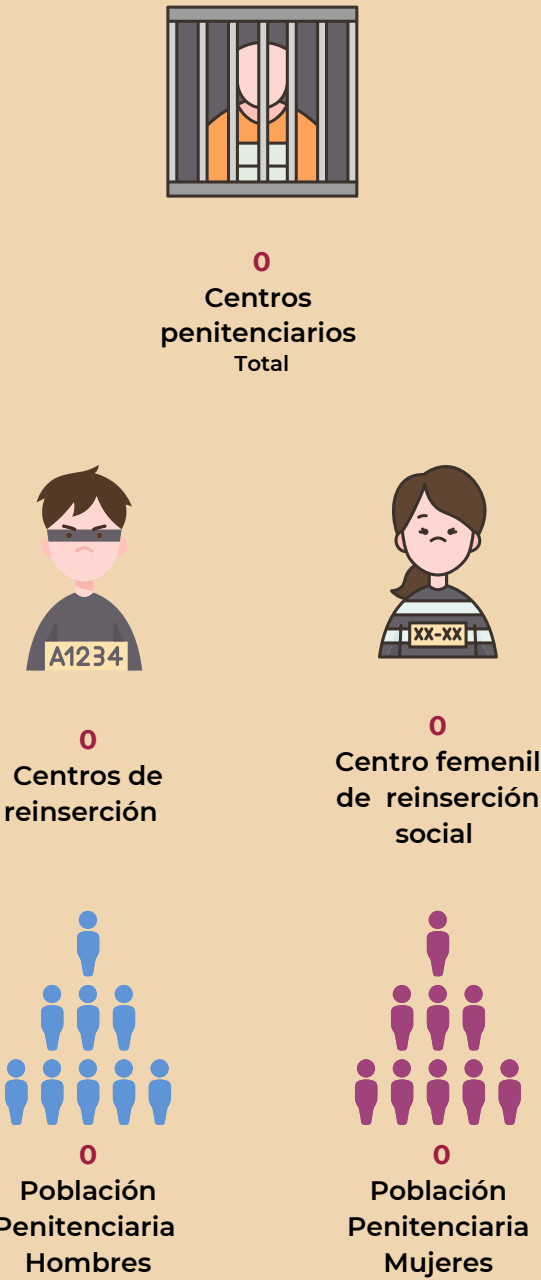 0
Centros
penitenciarios
Total
A1234
0
Centros de
reinserción
XX-XX
0
Centro femenil
de reinserción
social
0
Población
Penitenciaria
Hombres
0
Población
Penitenciaria
Mujeres